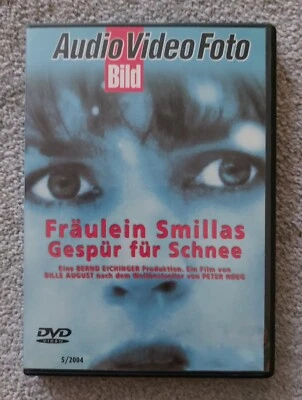 Audio Video Foto
Bild
Fräulein Smillas
Gespür für Schnee
Eine BERND EICHINGER Produktion. Ein Film von
BILLE AUGUST nach dem Weltbestseller von PETER HØEG
DVD
VIDEO
5/2004